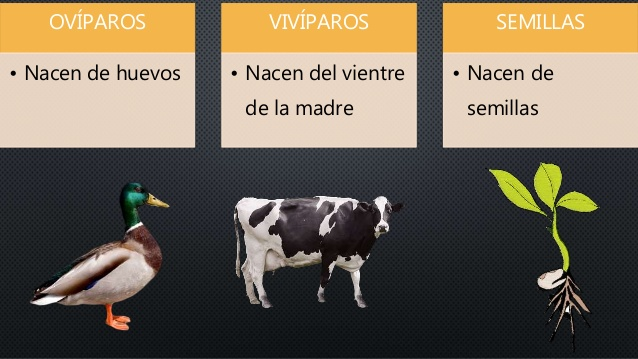 OVÍPAROS
• Nacen de huevos
VIVÍPAROS
• Nacen del vientre
de la madre
SEMILLAS
• Nacen de
semillas